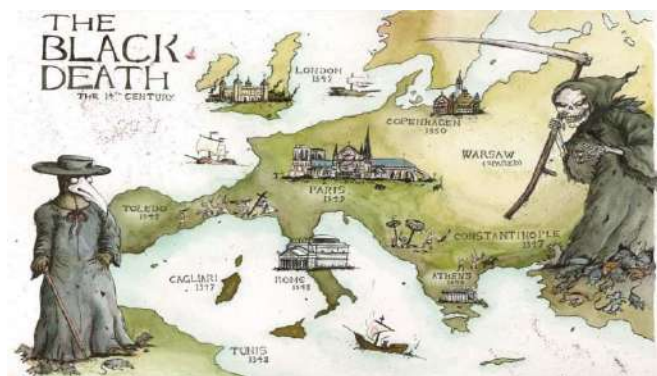 THE
BLACK
DEATH
THE 14TH CENTURY
LONDON
COPENHAGEN
1350
WARSAW
(SPARED)
PARIS
TOLEDO
CONSTANTINOPLE
1347
CAGLIARI
1347
ROME
1348
ATHENS
TUNIS
1348